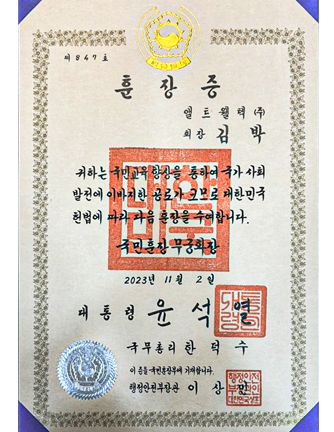 제 847호
훈장증
엘트웰텍(주)
회장 김 박
귀하는 국민교육향상을 통하여 국가 사회
발전에 이바지한 공로가 크므로 대한민국
헌법에 따라 다음 훈장을 수여합니다.
국민훈장 무궁화장
2023년 11월 2일
대통령 윤석열
국무총리 한덕수
이 증을 국민훈장부에 기재합니다.
행정안전부장관 이상민